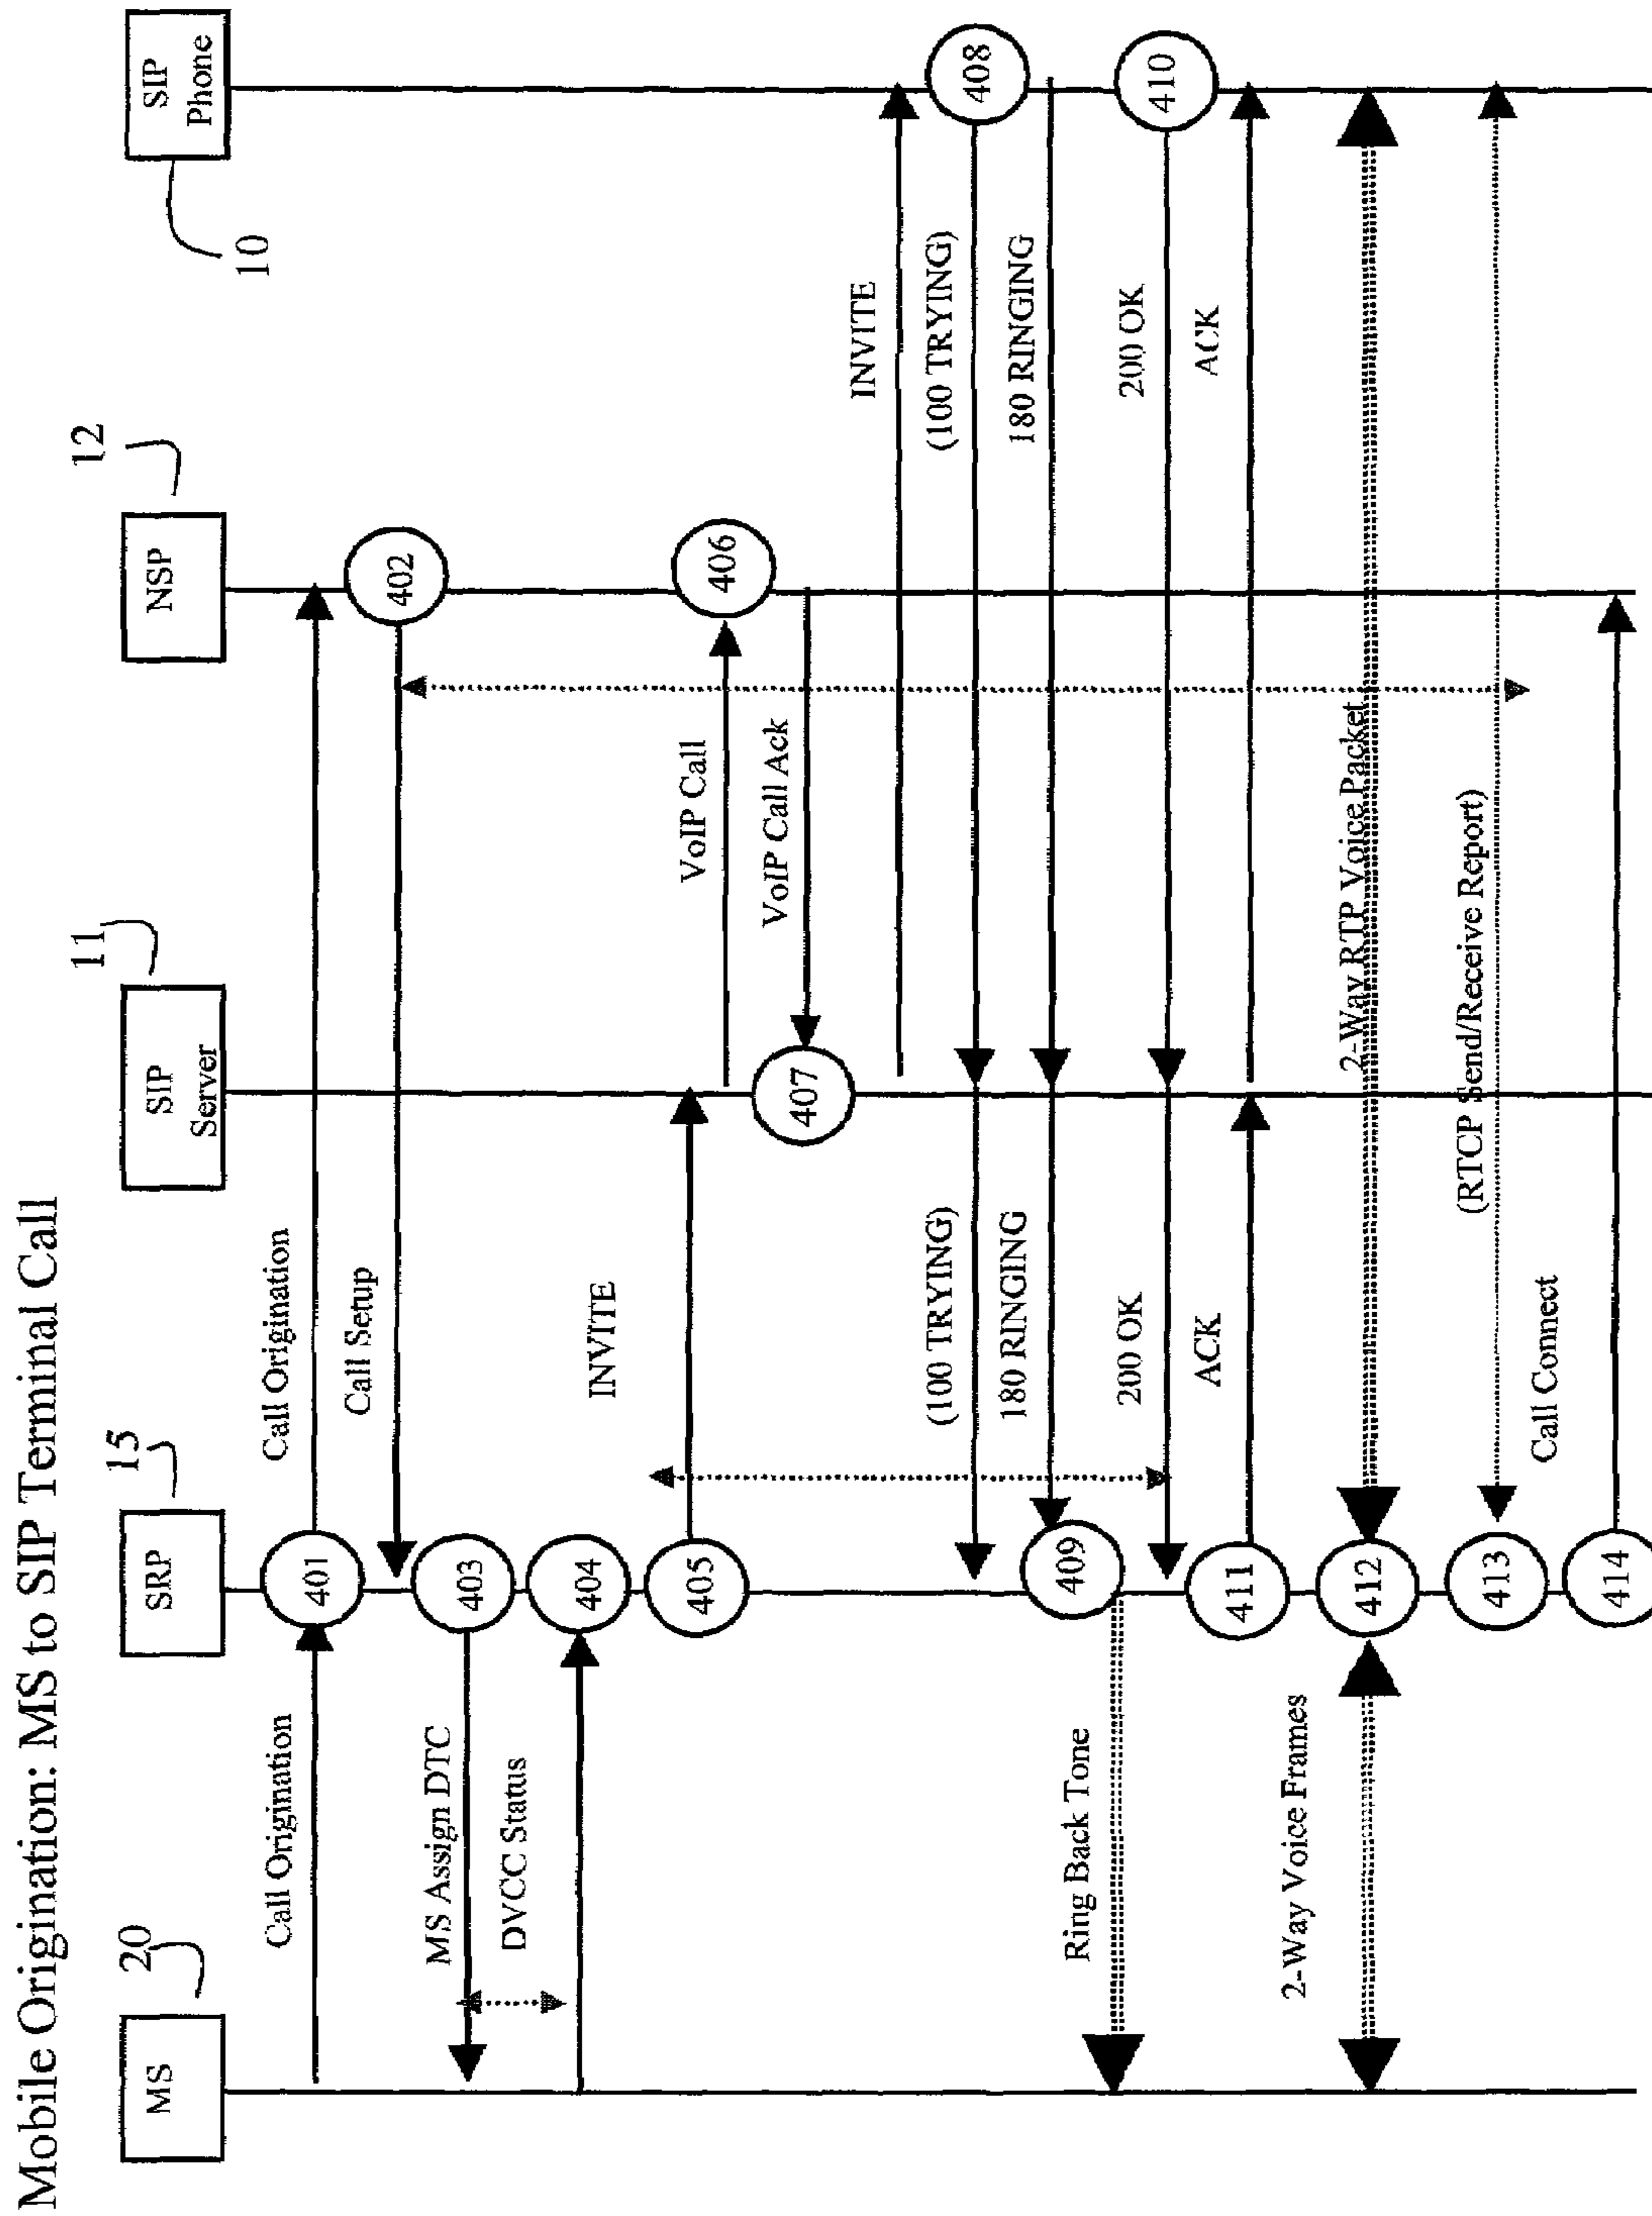 Mobile Origination: MS to SIP Terminal Call
20
15
11
12
10
MS
SRP
SIP
Server
NSP
SIP
Phone
Call Origination
401
Call Origination
Call Setup
402
MS Assign DTC
403
DVCC Status
404
INVITE
405
VoIP Call
406
VoIP Call Ack
407
INVITE
(100 TRYING)
(100 TRYING)
408
180 RINGING
180 RINGING
409
Ring Back Tone
200 OK
200 OK
410
ACK
ACK
411
2-Way Voice Frames
412
2-Way RTP Voice Packet
413
(RTCP Send/Receive Report)
Call Connect
414